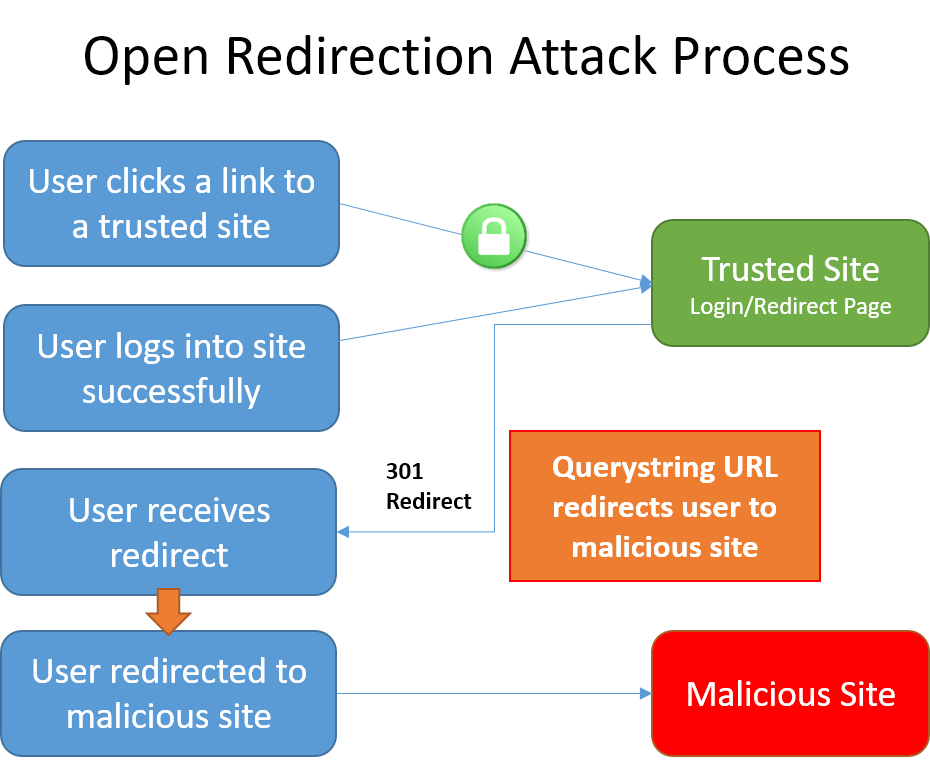 Open Redirection Attack Process
User clicks a link to
a trusted site
Trusted Site
Login/Redirect Page
User logs into site
successfully
301
Redirect
Querystring URL
redirects user to
malicious site
User receives
redirect
User redirected to
malicious site
Malicious Site